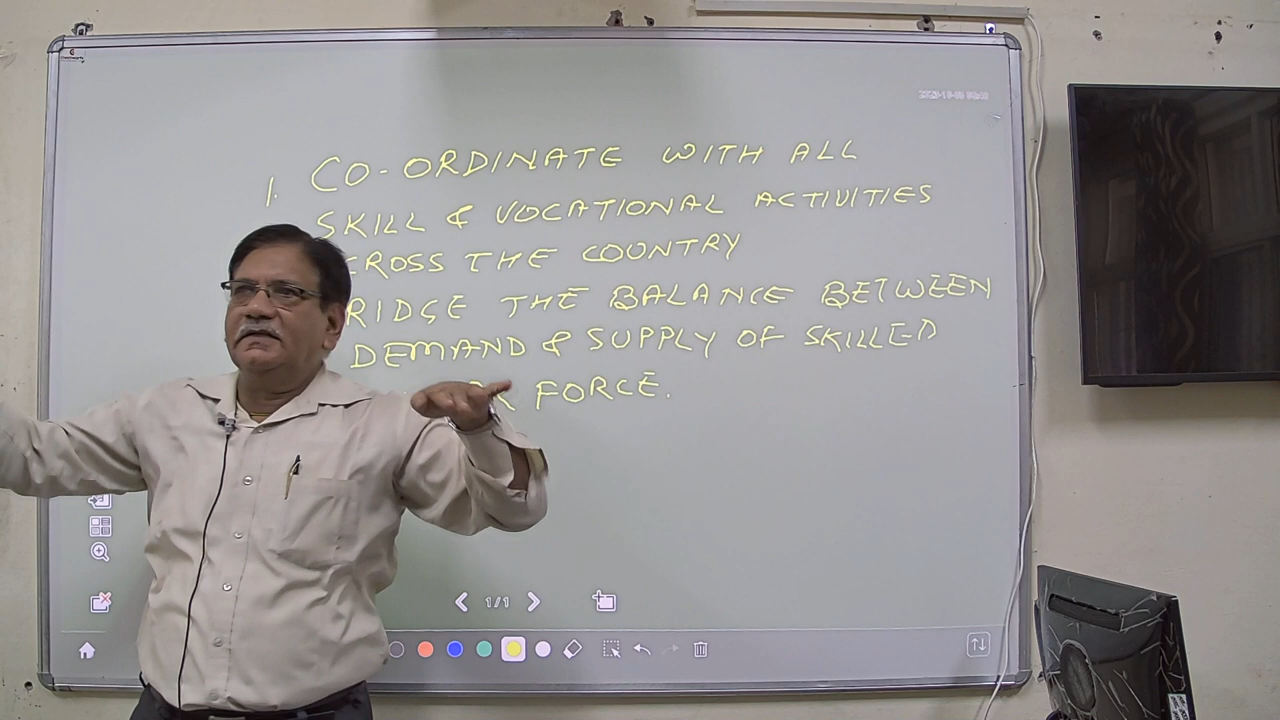 1. CO-ORDINATE WITH ALL
SKILL & VOCATIONAL ACTIVITIES
CROSS THE COUNTRY
RIDGE THE BALANCE BETWEEN
DEMAND & SUPPLY OF SKILLED
FORCE.
1/1